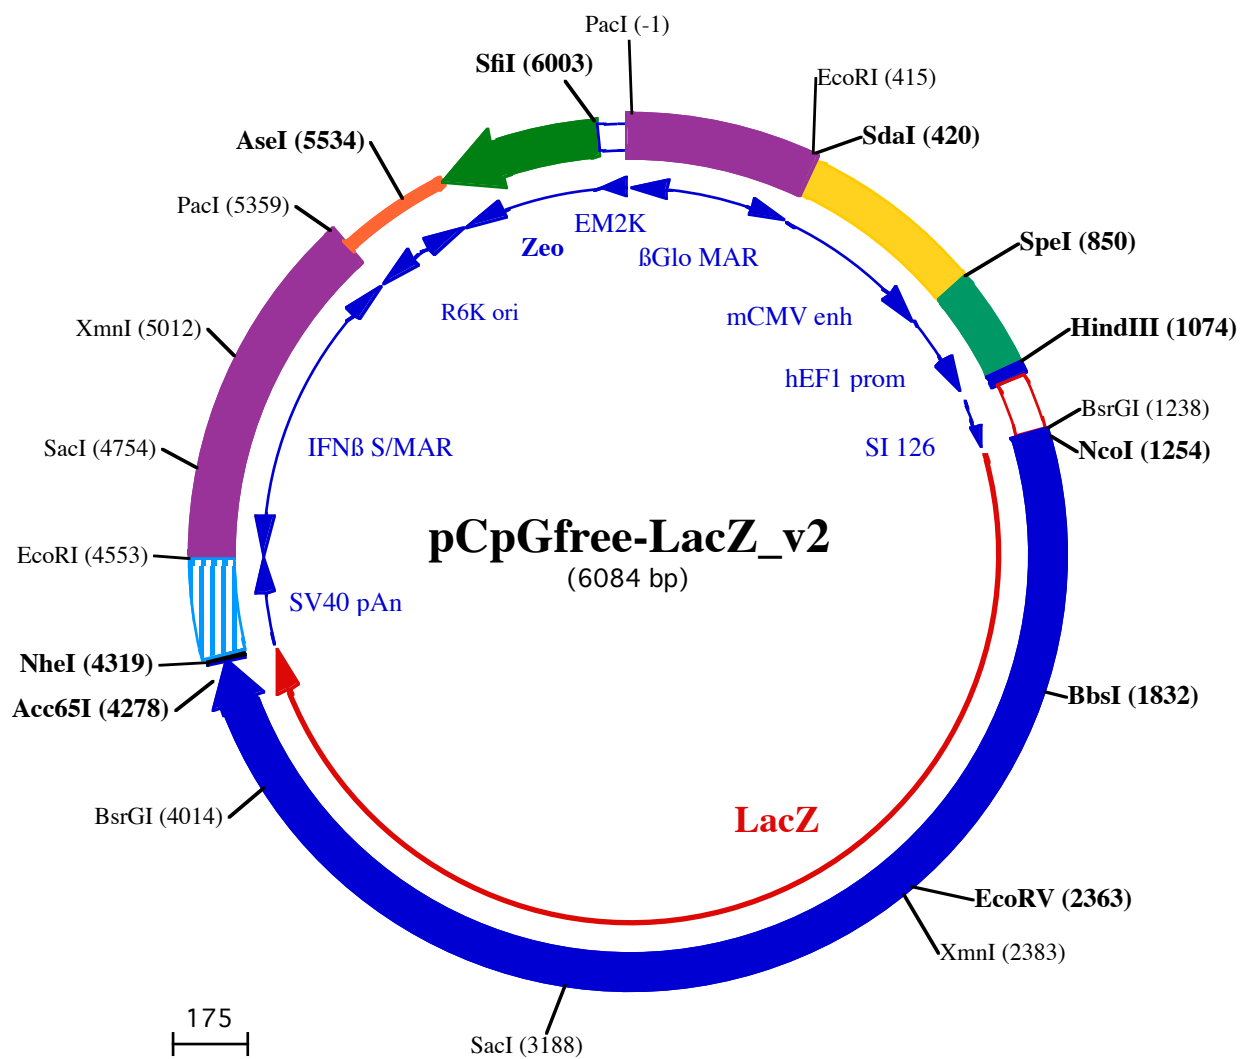 PacI (-1)
SfiI (6003)
EcoRI (415)
SdaI (420)
AseI (5534)
PacI (5359)
EM2K
Zeo
ßGlo MAR
SpeI (850)
R6K ori
mCMV enh
HindIII (1074)
XmnI (5012)
hEF1 prom
BsrGI (1238)
SacI (4754)
IFNß S/MAR
SI 126
NcoI (1254)
pCpGfree-LacZ_v2
(6084 bp)
EcoRI (4553)
SV40 pAn
NheI (4319)
Acc65I (4278)
BbsI (1832)
BsrGI (4014)
LacZ
EcoRV (2363)
XmnI (2383)
175
SacI (3188)